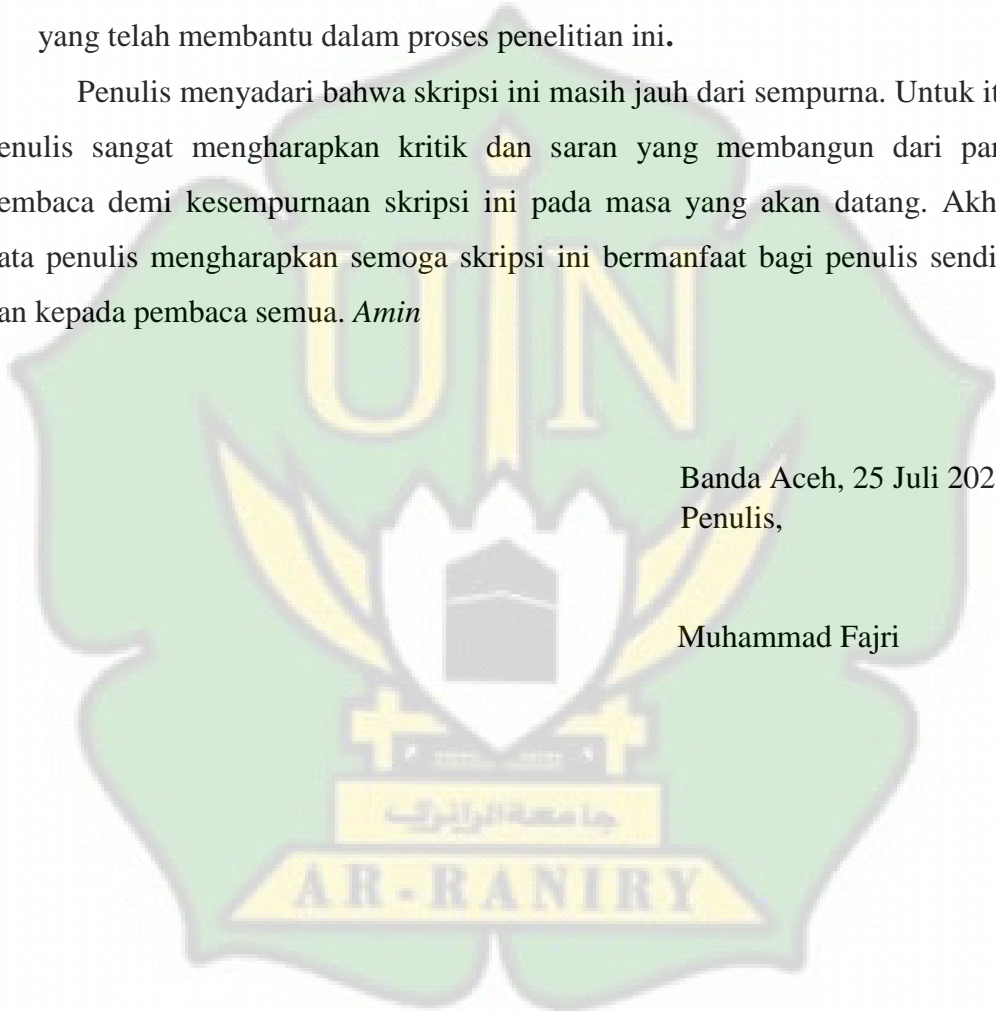 yang telah membantu dalam proses penelitian ini.
Penulis menyadari bahwa skripsi ini masih jauh dari sempurna. Untuk it
enulis sangat mengharapkan kritik dan saran yang membangun dari par
embaca demi kesempurnaan skripsi ini pada masa yang akan datang. Akh
ata penulis mengharapkan semoga skripsi ini bermanfaat bagi penulis sendi
an kepada pembaca semua. Amin
UIN
Banda Aceh, 25 Juli 202
Penulis,
Muhammad Fajri
جامعة الرانري
AR-RANIRY